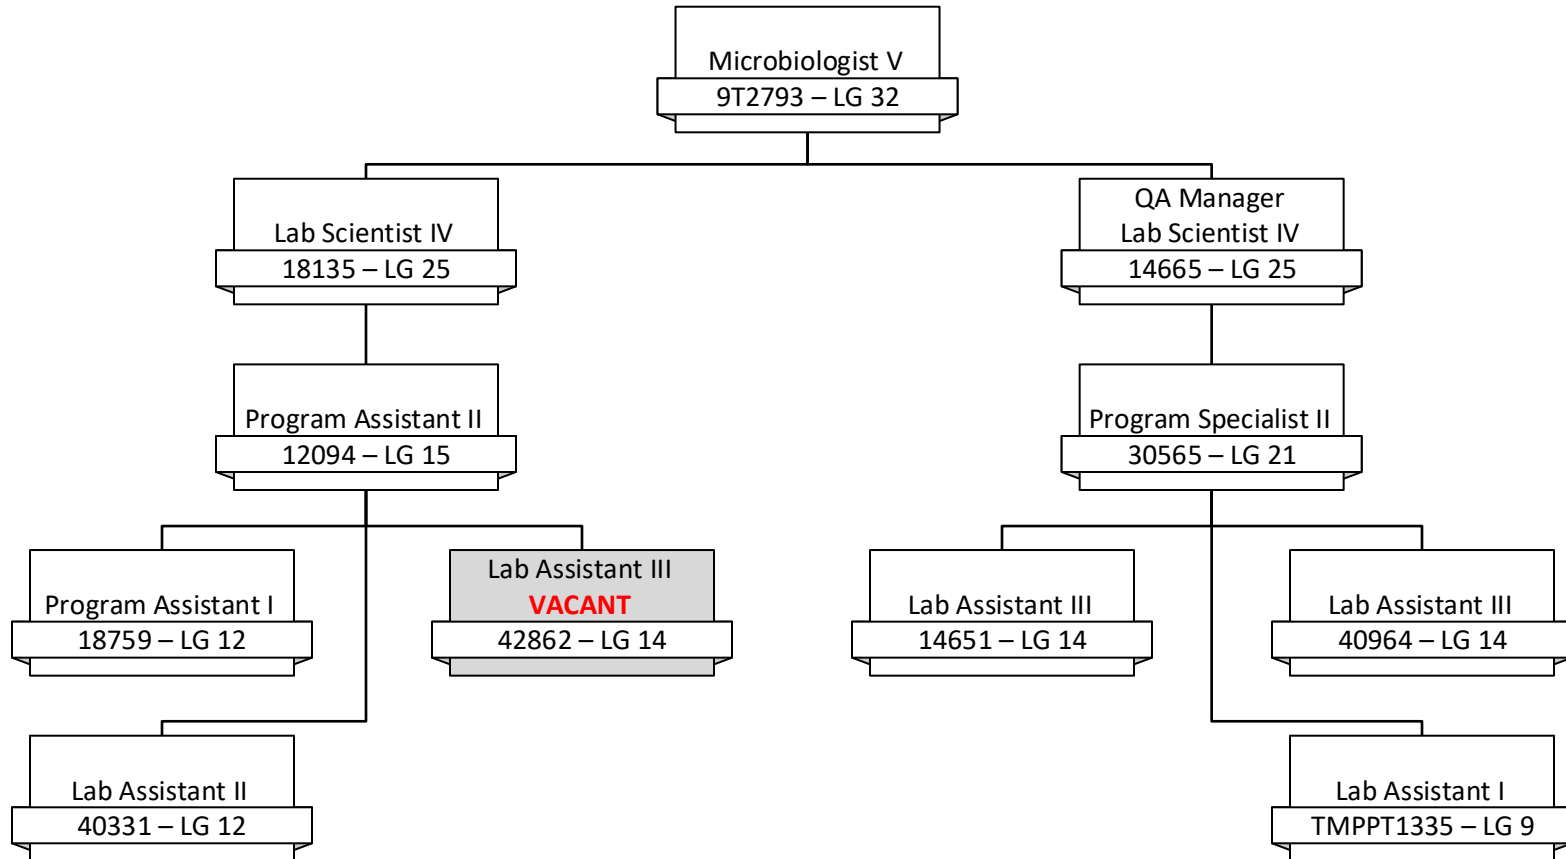 Microbiologist V
9T2793 – LG 32
Lab Scientist IV
18135 – LG 25
QA Manager
Lab Scientist IV
14665 – LG 25
Program Assistant II
12094 – LG 15
Program Specialist II
30565 – LG 21
Program Assistant I
18759 – LG 12
Lab Assistant III
VACANT
42862 – LG 14
Lab Assistant III
14651 – LG 14
Lab Assistant III
40964 – LG 14
Lab Assistant II
40331 – LG 12
Lab Assistant I
TMPPT1335 – LG 9